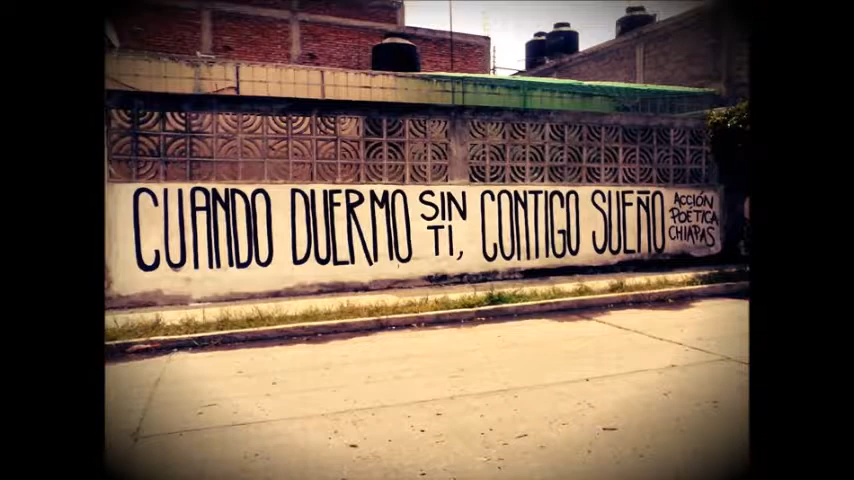 CUANDO DUERMO SIN TI, CONTIGO SUEÑO
ACCIÓN
POÉTICA
CHIAPAS